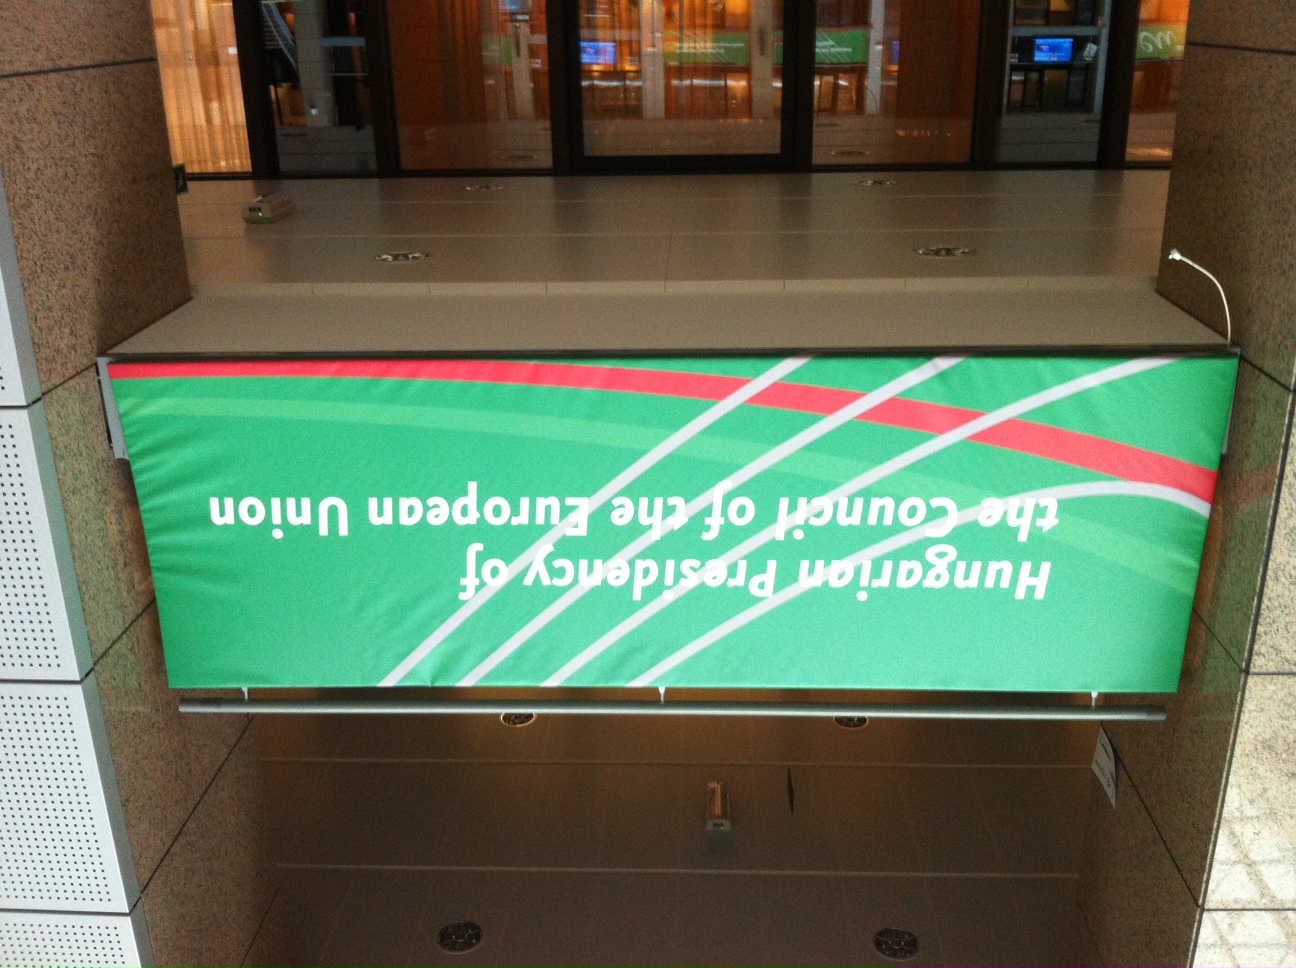 Hungarian Presidency of
the Council of the European Union